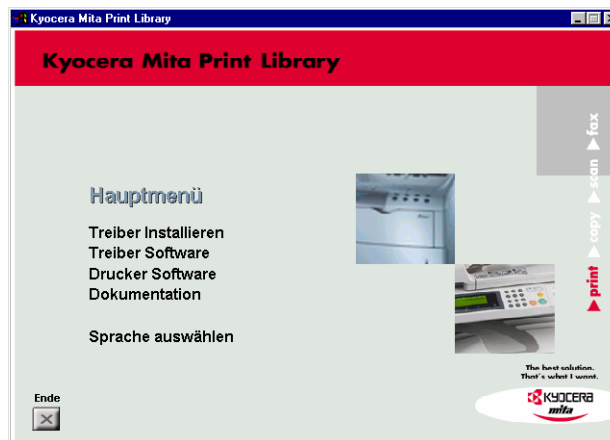 Kyocera Mita Print Library
Kyocera Mita Print Library
Hauptmenü
Treiber Installieren
Treiber Software
Drucker Software
Dokumentation
Sprache auswählen
print copy scan fax
The best solution.
That's what I want.
Ende
KYOCERA
mita